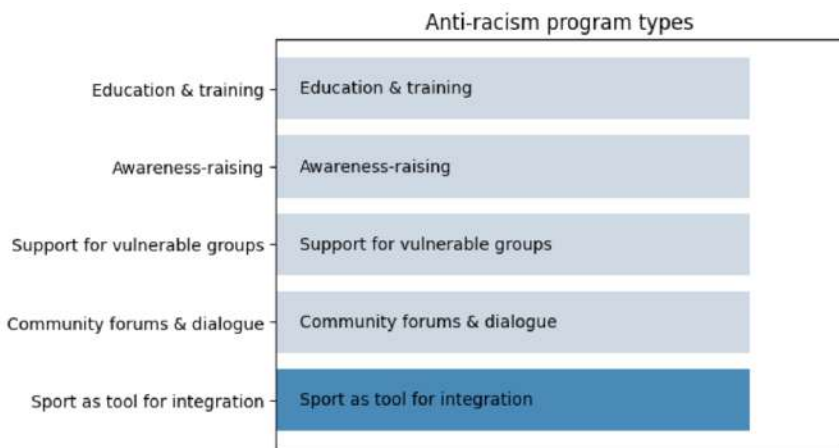 Anti-racism program types
Education & training Education & training
Awareness-raising Awareness-raising
Support for vulnerable groups Support for vulnerable groups
Community forums & dialogue Community forums & dialogue
Sport as tool for integration Sport as tool for integration